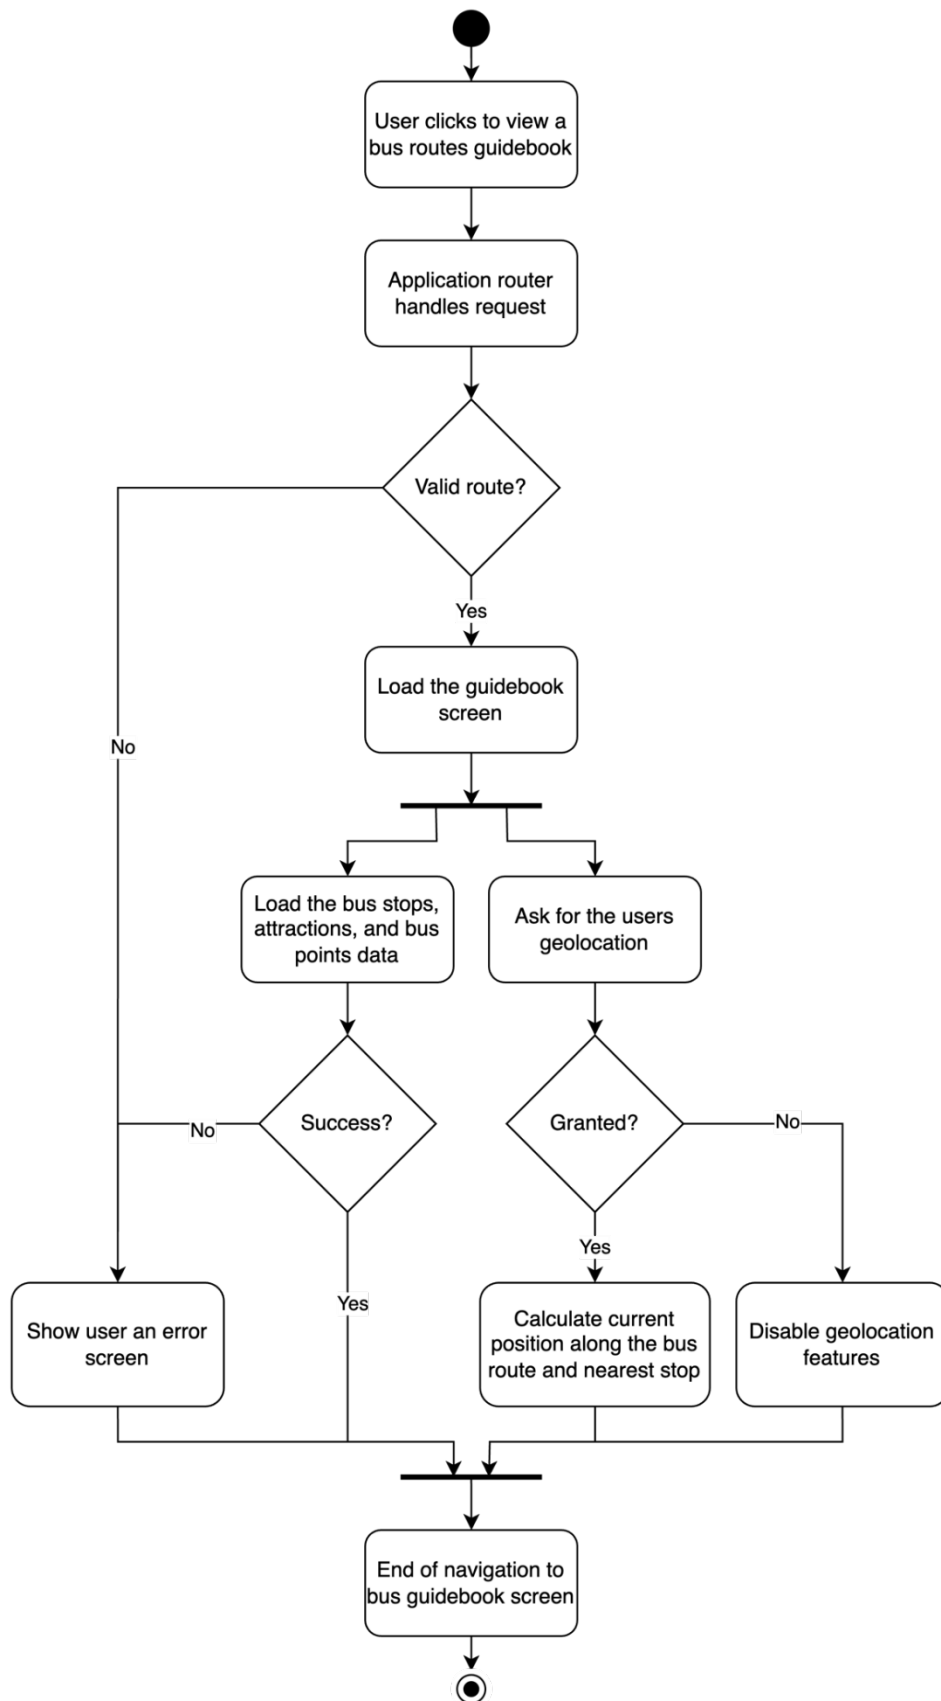 User clicks to view a
bus routes guidebook
Application router
handles request
Valid route?
Yes
Load the guidebook
screen
No
Load the bus stops,
attractions, and bus
points data
Ask for the users
geolocation
Success?
No
Granted?
No
Yes
Yes
Show user an error
screen
Calculate current
position along the bus
route and nearest stop
Disable geolocation
features
End of navigation to
bus guidebook screen